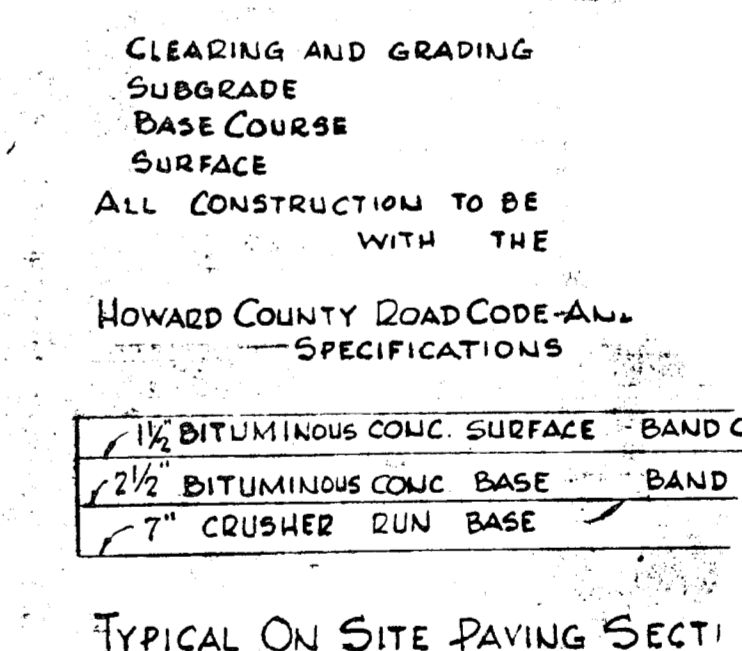 CLEARING AND GRADING
SUBGRADE
BASE COURSE
SURFACE
ALL CONSTRUCTION TO BE
WITH THE
HOWARD COUNTY ROAD CODE-
SPECIFICATIONS
1½" BITUMINOUS CONC. SURFACE - BAND C
2½" BITUMINOUS CONC BASE BAND
7" CRUSHER RUN BASE
TYPICAL ON SITE PAVING SECTI